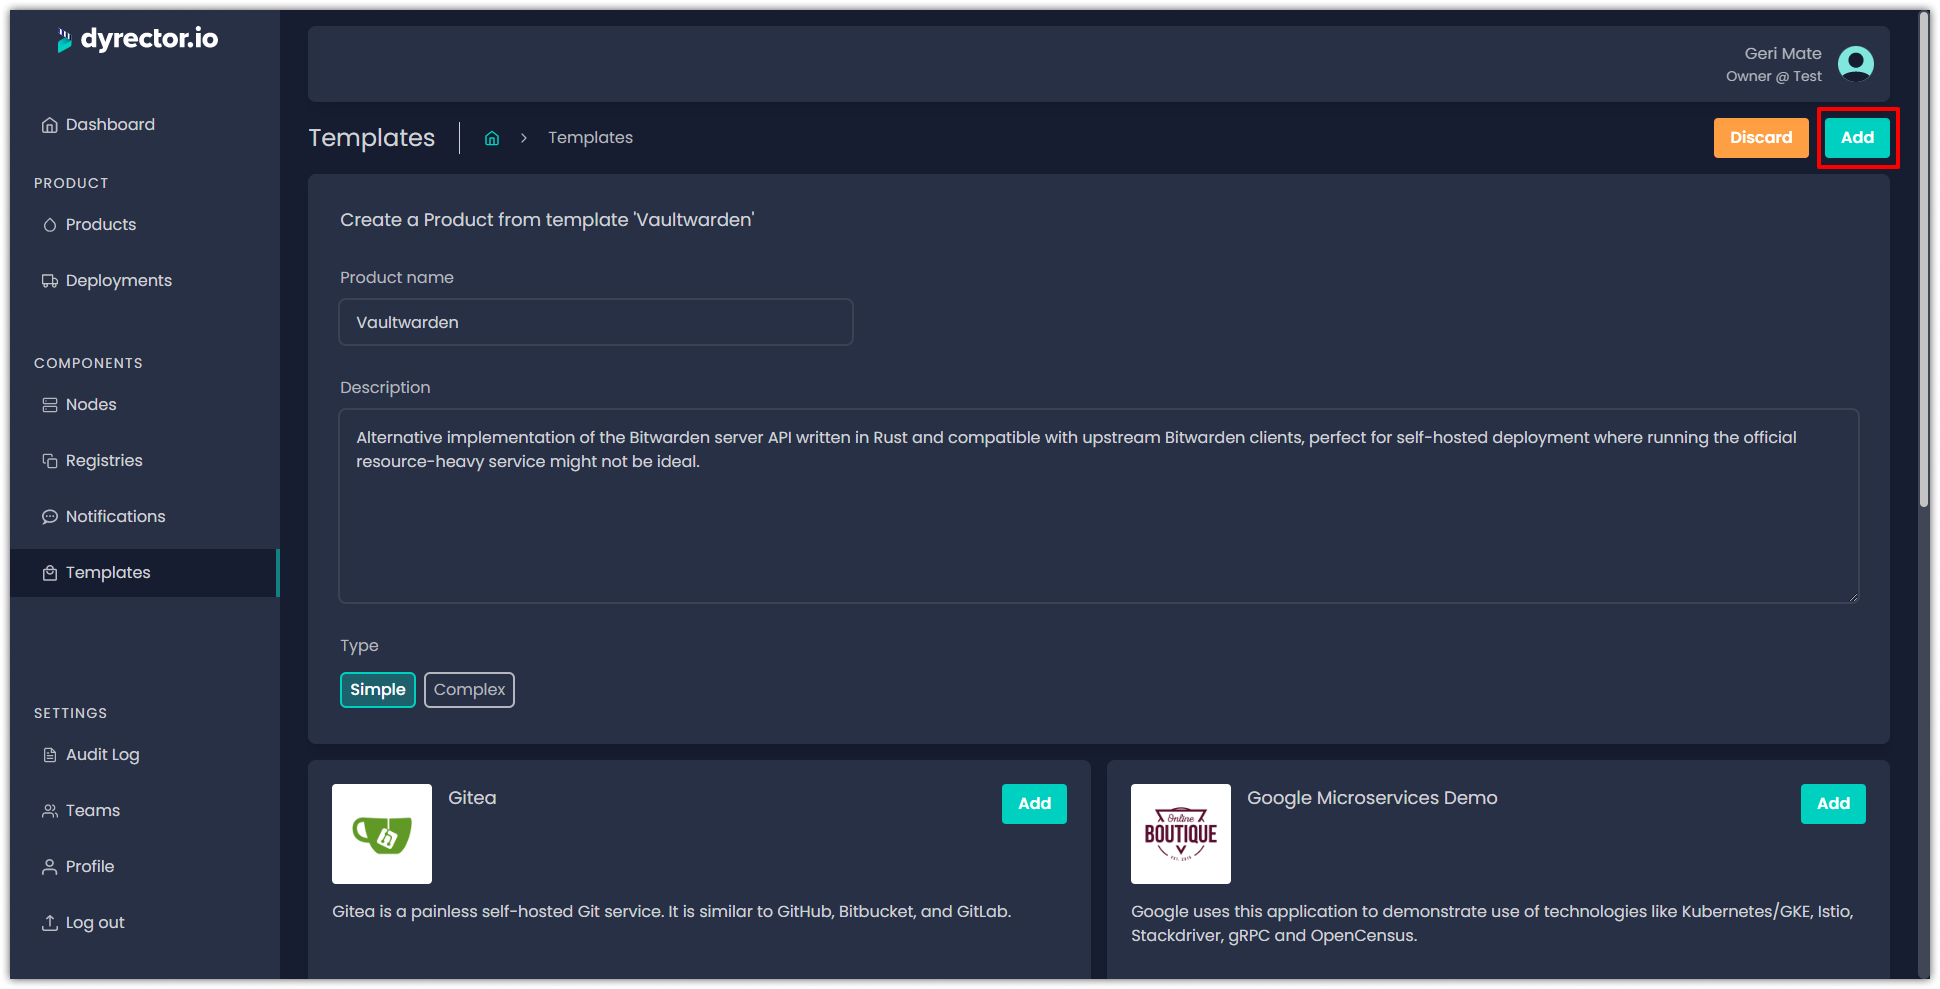 dyrector.io
Geri Mate
Owner @ Test
Dashboard
PRODUCT
Products
Deployments
COMPONENTS
Nodes
Registries
Notifications
Templates
SETTINGS
Audit Log
Teams
Profile
Log out
Templates
Templates
Discard
Add
Create a Product from template 'Vaultwarden'
Product name
Vaultwarden
Description
Alternative implementation of the Bitwarden server API written in Rust and compatible with upstream Bitwarden clients, perfect for self-hosted deployment where running the official
resource-heavy service might not be ideal.
Type
Simple
Complex
Gitea
Add
Gitea is a painless self-hosted Git service. It is similar to GitHub, Bitbucket, and GitLab.
Online
BOUTIQUE
Google Microservices Demo
Add
Google uses this application to demonstrate use of technologies like Kubernetes/GKE, Istio,
Stackdriver, gRPC and OpenCensus.